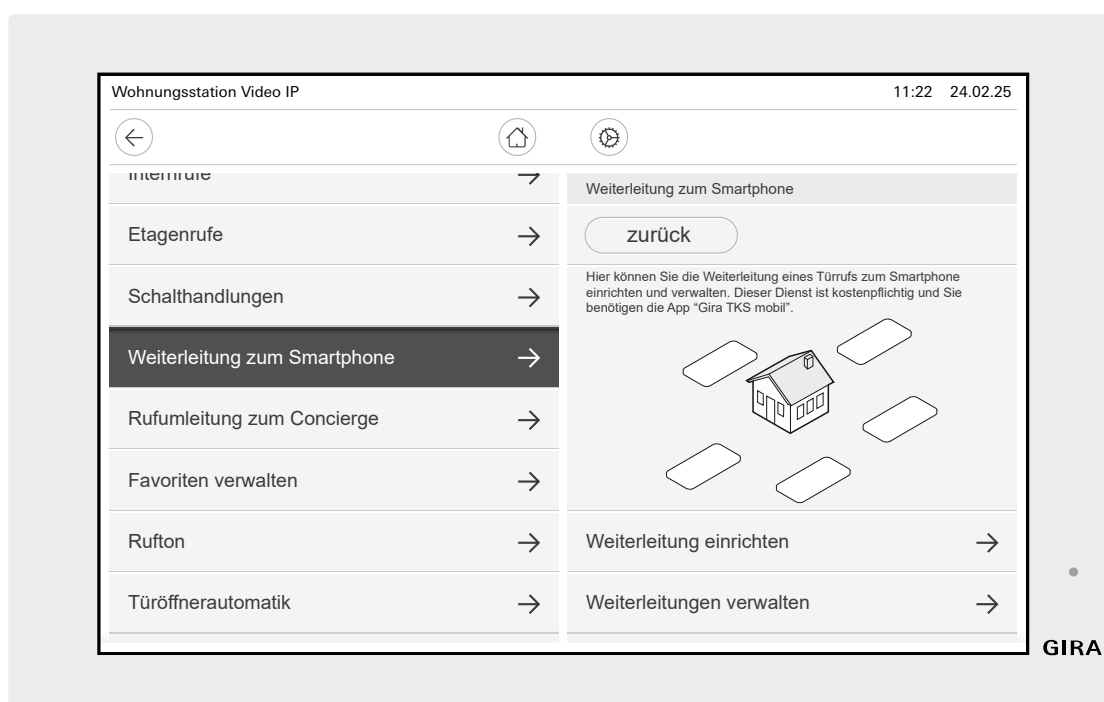 Wohnungsstation Video IP
11:22 24.02.25
Internrufe
Etagenrufe
Schalthandlungen
Weiterleitung zum Smartphone
Rufumleitung zum Concierge
Favoriten verwalten
Rufton
Türöffnerautomatik
Weiterleitung zum Smartphone
zurück
Hier können Sie die Weiterleitung eines Türrufs zum Smartphone
einrichten und verwalten. Dieser Dienst ist kostenpflichtig und Sie
benötigen die App “Gira TKS mobil”.
Weiterleitung einrichten
Weiterleitungen verwalten
GIRA